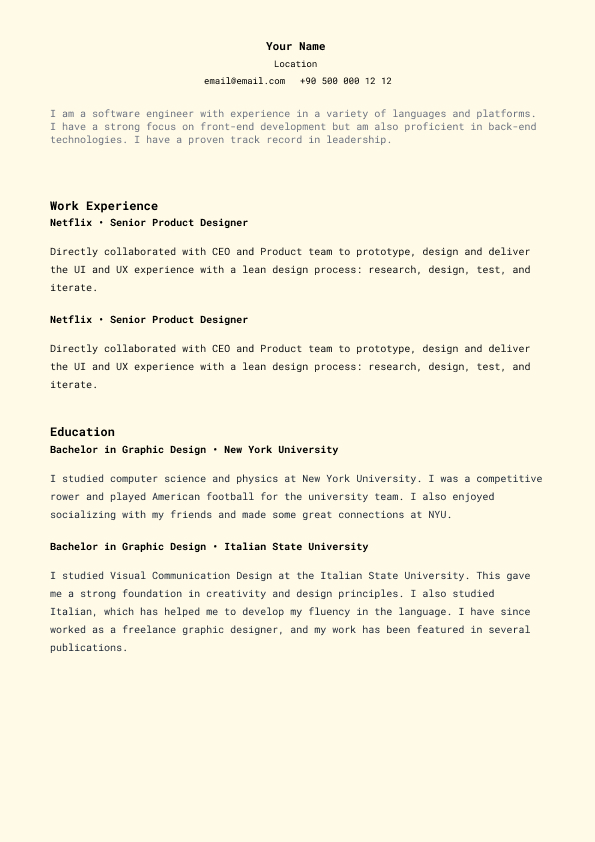 Your Name
Location
email@email.com +90 500 000 12 12
I am a software engineer with experience in a variety of languages and platforms.
I have a strong focus on front-end development but am also proficient in back-end
technologies. I have a proven track record in leadership.
Work Experience
Netflix • Senior Product Designer
Directly collaborated with CEO and Product team to prototype, design and deliver
the UI and UX experience with a lean design process: research, design, test, and
iterate.
Netflix • Senior Product Designer
Directly collaborated with CEO and Product team to prototype, design and deliver
the UI and UX experience with a lean design process: research, design, test, and
iterate.
Education
Bachelor in Graphic Design • New York University
I studied computer science and physics at New York University. I was a competitive
rower and played American football for the university team. I also enjoyed
socializing with my friends and made some great connections at NYU.
Bachelor in Graphic Design • Italian State University
I studied Visual Communication Design at the Italian State University. This gave
me a strong foundation in creativity and design principles. I also studied
Italian, which has helped me to develop my fluency in the language. I have since
worked as a freelance graphic designer, and my work has been featured in several
publications.